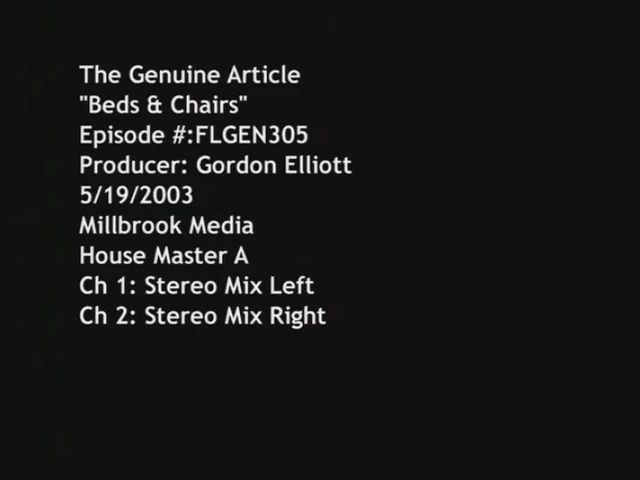 The Genuine Article
"Beds & Chairs"
Episode #:FLGEN305
Producer: Gordon Elliott
5/19/2003
Millbrook Media
House Master A
Ch 1: Stereo Mix Left
Ch 2: Stereo Mix Right